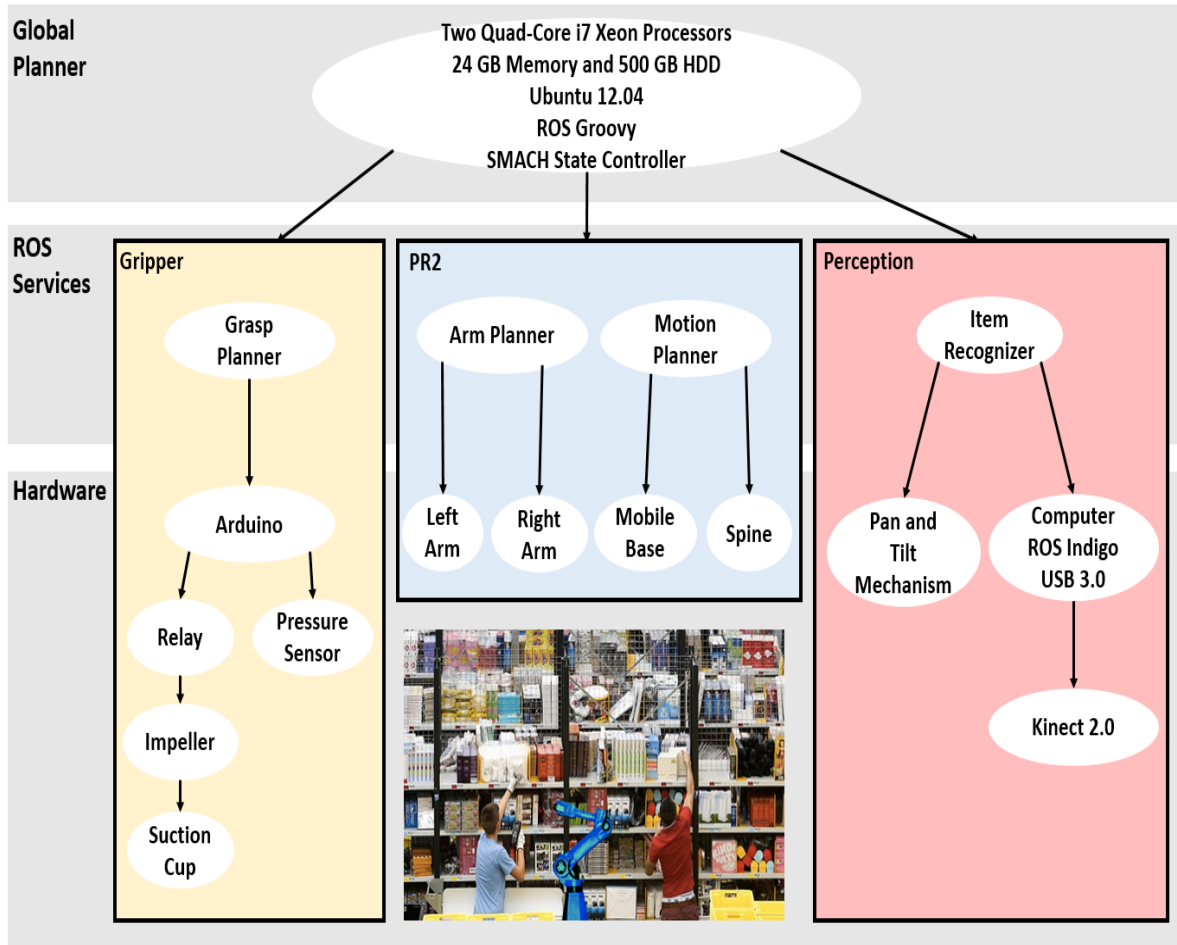 Global
Planner
Two Quad-Core i7 Xeon Processors
24 GB Memory and 500 GB HDD
Ubuntu 12.04
ROS Groovy
SMACH State Controller
ROS
Services
Gripper
Grasp
Planner
PR2
Arm Planner
Motion
Planner
Perception
Item
Recognizer
Hardware
Arduino
Relay
Pressure
Sensor
Impeller
Suction
Cup
Left
Arm
Right
Arm
Mobile
Base
Spine
Pan and
Tilt
Mechanism
Computer
ROS Indigo
USB 3.0
Kinect 2.0